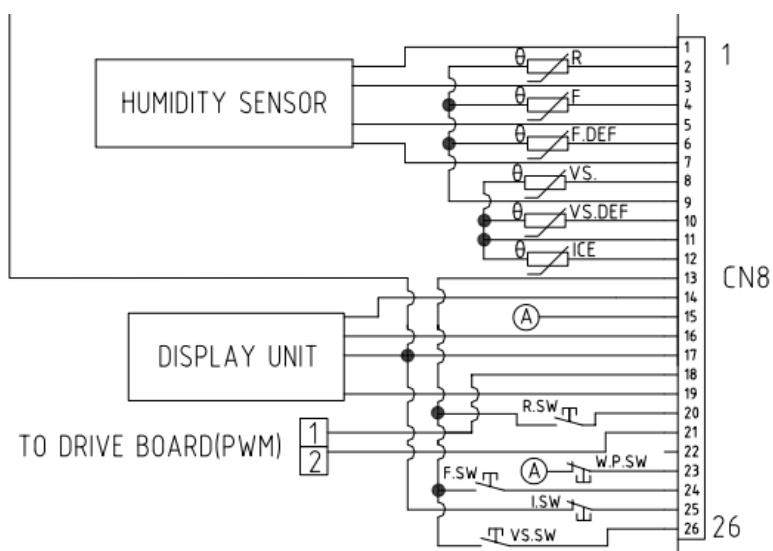 1
θ R
2
HUMIDITY SENSOR
3
θ F
4
5
θ F.DEF
6
7
θ VS.
8
9
θ VS.DEF
10
11
θ ICE
12
13
CN8
14
A
15
16
DISPLAY UNIT
17
18
19
R.SW
20
TO DRIVE BOARD(PWM)
1
2
21
22
F.SW
A
W.P.SW
23
24
I.SW
25
VS.SW
26
1
26